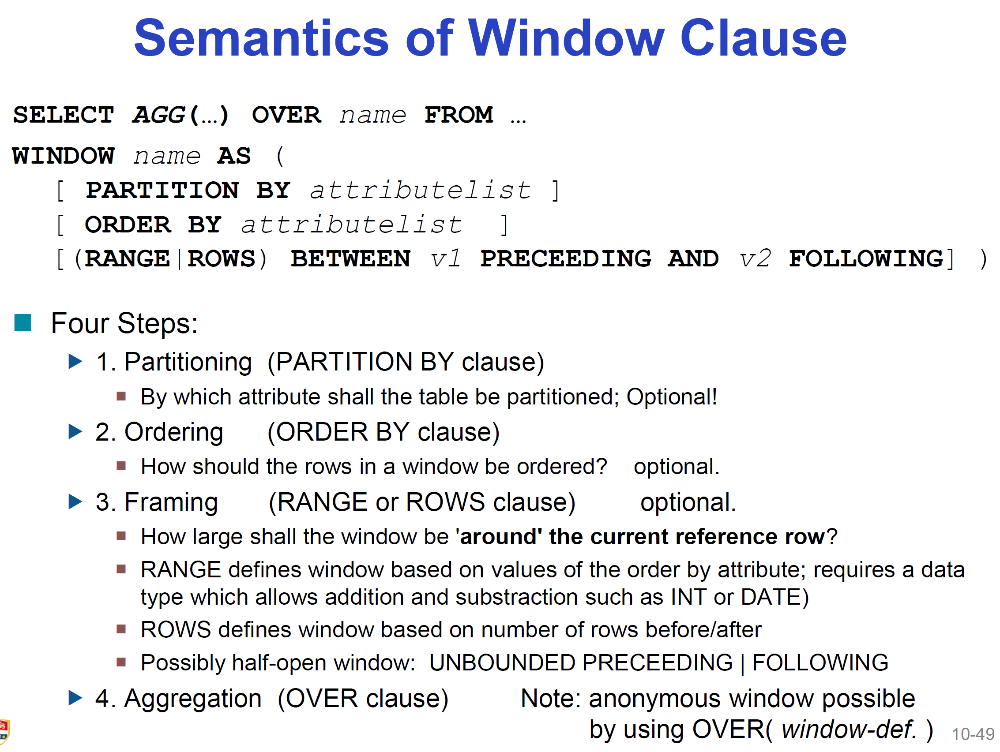 Semantics of Window Clause
SELECT AGG(…) OVER name FROM …
WINDOW name AS (
[ PARTITION BY attributelist ]
[ ORDER BY attributelist ]
[(RANGE|ROWS) BETWEEN v1 PRECEEDING AND v2 FOLLOWING] )
Four Steps:
1. Partitioning (PARTITION BY clause)
By which attribute shall the table be partitioned; Optional!
2. Ordering (ORDER BY clause)
How should the rows in a window be ordered? optional.
3. Framing (RANGE or ROWS clause) optional.
How large shall the window be 'around' the current reference row?
RANGE defines window based on values of the order by attribute; requires a data
type which allows addition and substraction such as INT or DATE)
ROWS defines window based on number of rows before/after
Possibly half-open window: UNBOUNDED PRECEEDING | FOLLOWING
4. Aggregation (OVER clause) Note: anonymous window possible
by using OVER( window-def. )
10-49